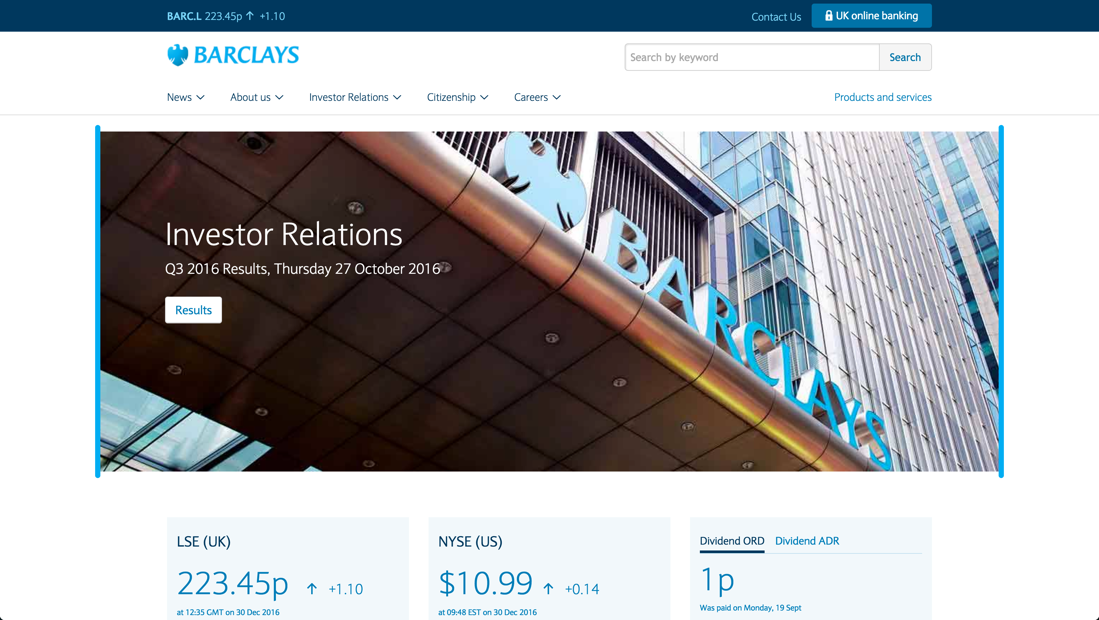 BARC.L 223.45p ↑ +1.10
Contact Us
UK online banking
BARCLAYS
Search by keyword
Search
News
About us
Investor Relations
Citizenship
Careers
Products and services
BARCLAYS
Investor Relations
Q3 2016 Results, Thursday 27 October 2016
Results
LSE (UK)
223.45p ↑ +1.10
at 12:35 GMT on 30 Dec 2016
NYSE (US)
$10.99 ↑ +0.14
at 09:48 EST on 30 Dec 2016
Dividend ORD
Dividend ADR
1p
Was paid on Monday, 19 Sept